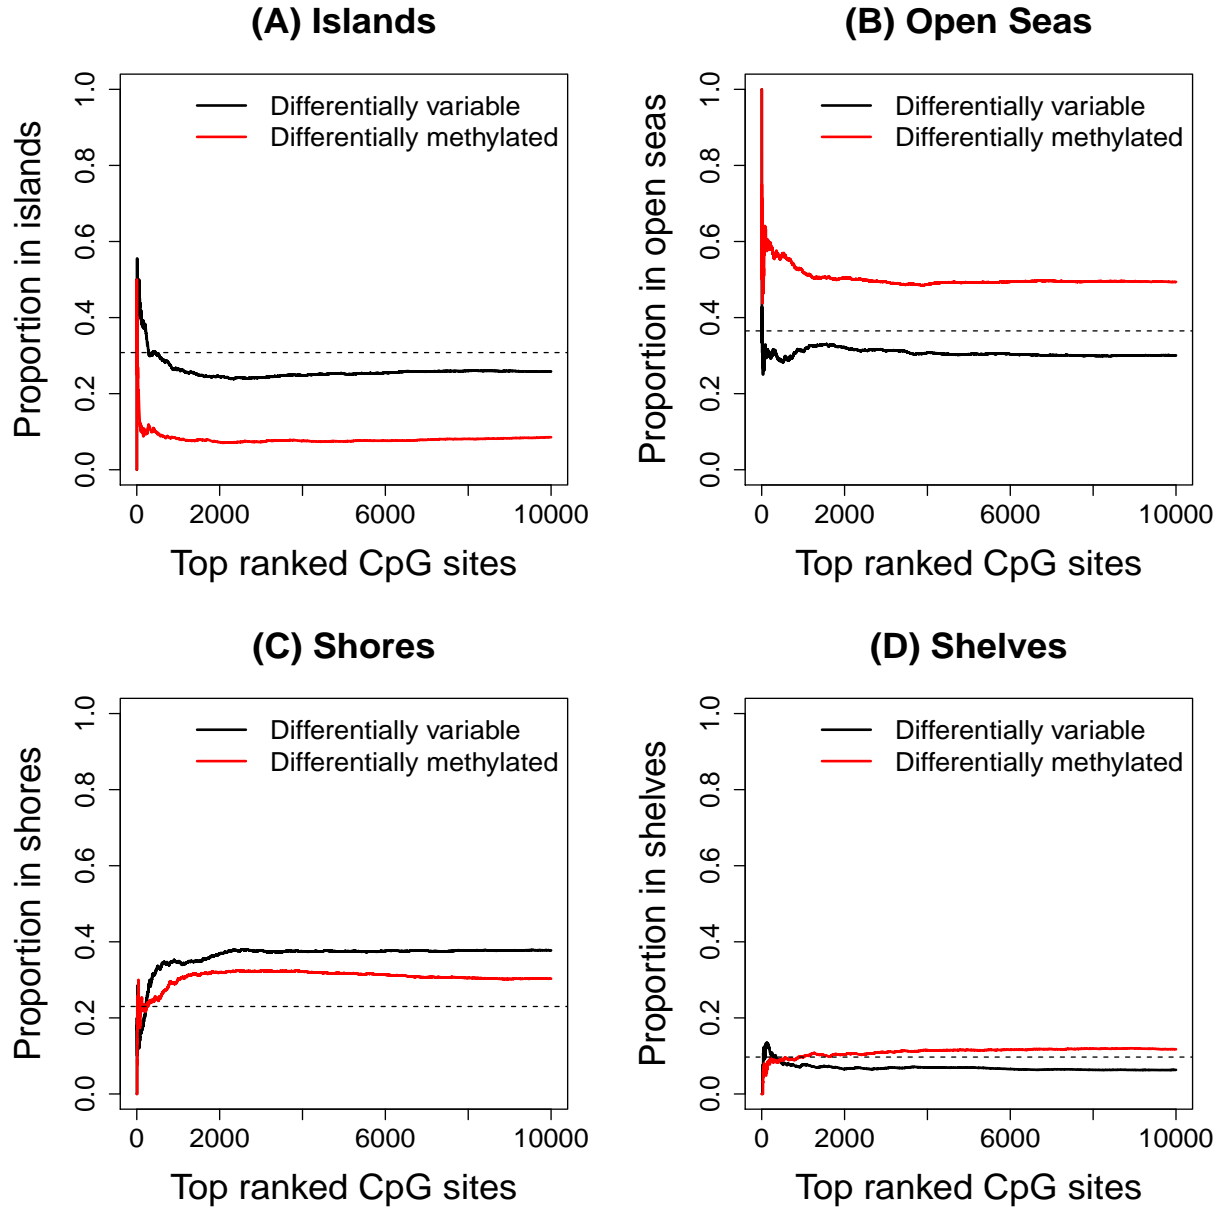 (A) Islands
Proportion in islands
1.0
0.8
0.6
0.4
0.2
0.0
Differentially variable
Differentially methylated
0 2000 6000 10000
Top ranked CpG sites
(B) Open Seas
Proportion in open seas
1.0
0.8
0.6
0.4
0.2
0.0
Differentially variable
Differentially methylated
0 2000 6000 10000
Top ranked CpG sites
(C) Shores
Proportion in shores
1.0
0.8
0.6
0.4
0.2
0.0
Differentially variable
Differentially methylated
0 2000 6000 10000
Top ranked CpG sites
(D) Shelves
Proportion in shelves
1.0
0.8
0.6
0.4
0.2
0.0
Differentially variable
Differentially methylated
0 2000 6000 10000
Top ranked CpG sites